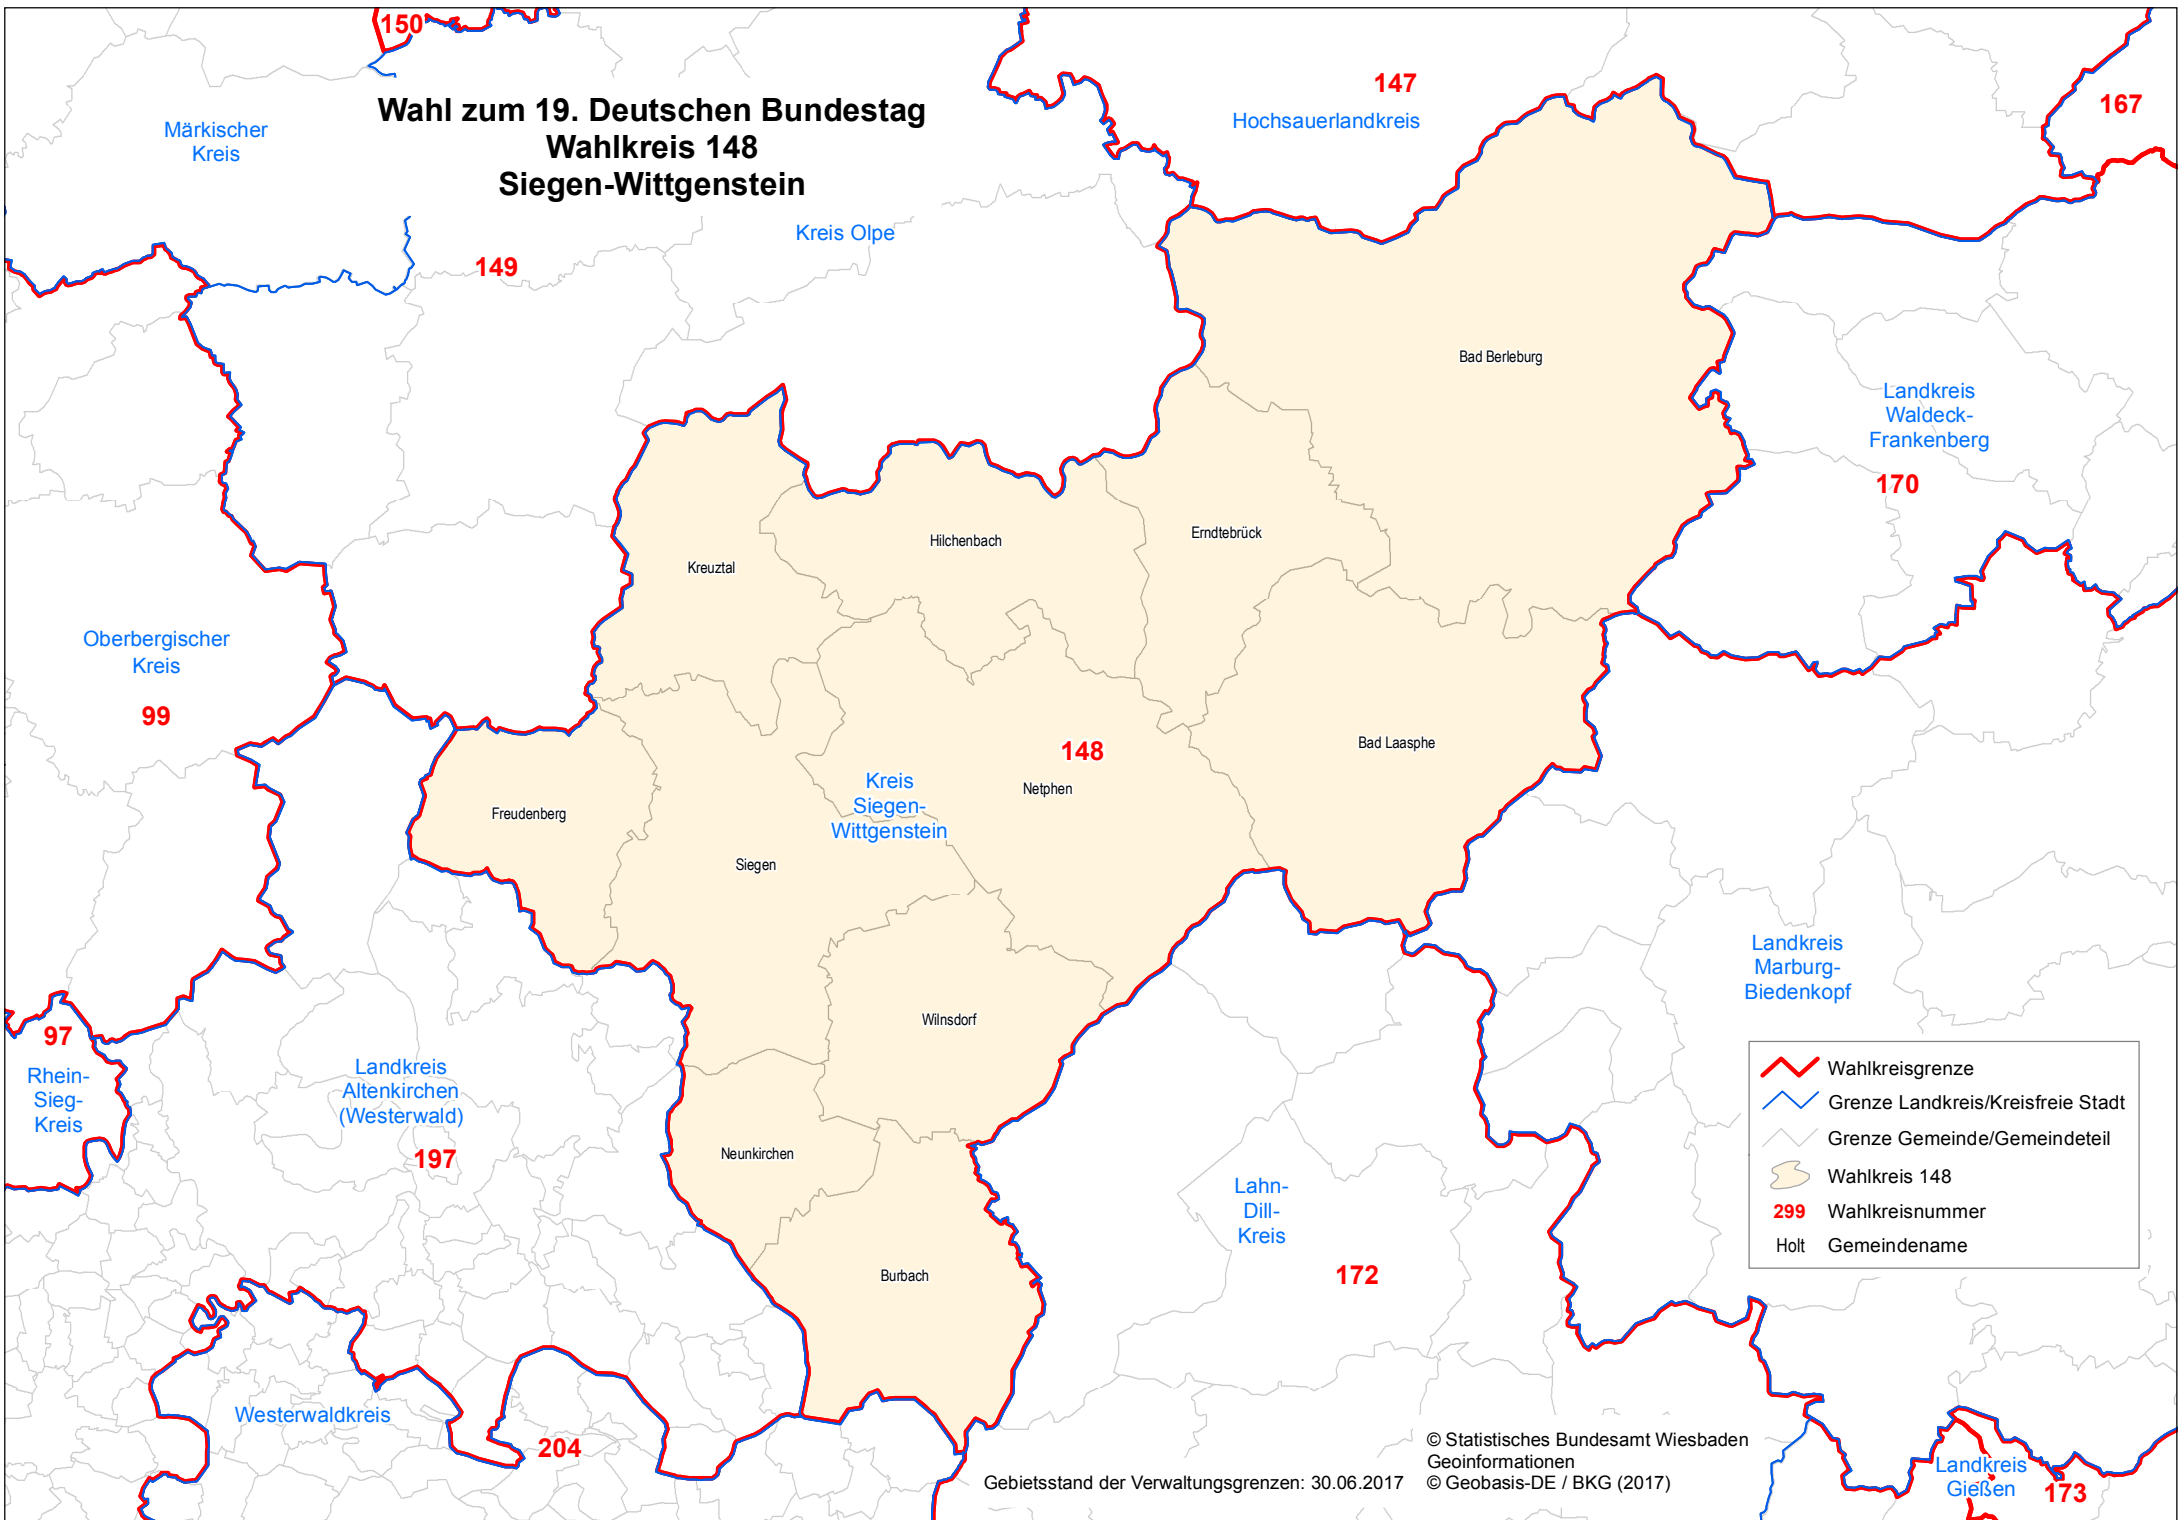 150
Wahl zum 19. Deutschen Bundestag
Wahlkreis 148
Siegen-Wittgenstein
147
Hochsauerlandkreis
167
Märkischer
Kreis
Kreis Olpe
149
Bad Berleburg
Landkreis
Waldeck-
Frankenberg
170
Erndtebrück
Hilchenbach
Kreuztal
Oberbergischer
Kreis
99
148
Bad Laasphe
Kreis
Siegen-
Wittgenstein
Netphen
Freudenberg
Siegen
Landkreis
Marburg-
Biedenkopf
Wilnsdorf
97
Rhein-
Sieg-
Kreis
Landkreis
Altenkirchen
(Westerwald)
197
Neunkirchen
Lahn-
Dill-
Kreis
172
Burbach
Wahlkreisgrenze
Grenze Landkreis/Kreisfreie Stadt
Grenze Gemeinde/Gemeindeteil
Wahlkreis 148
299 Wahlkreisnummer
Holt Gemeindename
Westerwaldkreis
204
Gebietsstand der Verwaltungsgrenzen: 30.06.2017
© Statistisches Bundesamt Wiesbaden
Geoinformationen
© Geobasis-DE / BKG (2017)
Landkreis
Gießen
173